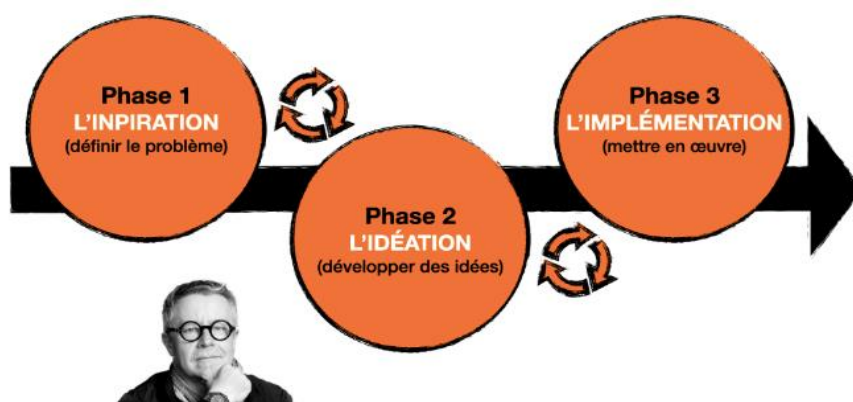 Phase 1
L'INPIRATION
(définir le problème)
Phase 2
L'IDÉATION
(développer des idées)
Phase 3
L'IMPLÉMENTATION
(mettre en œuvre)